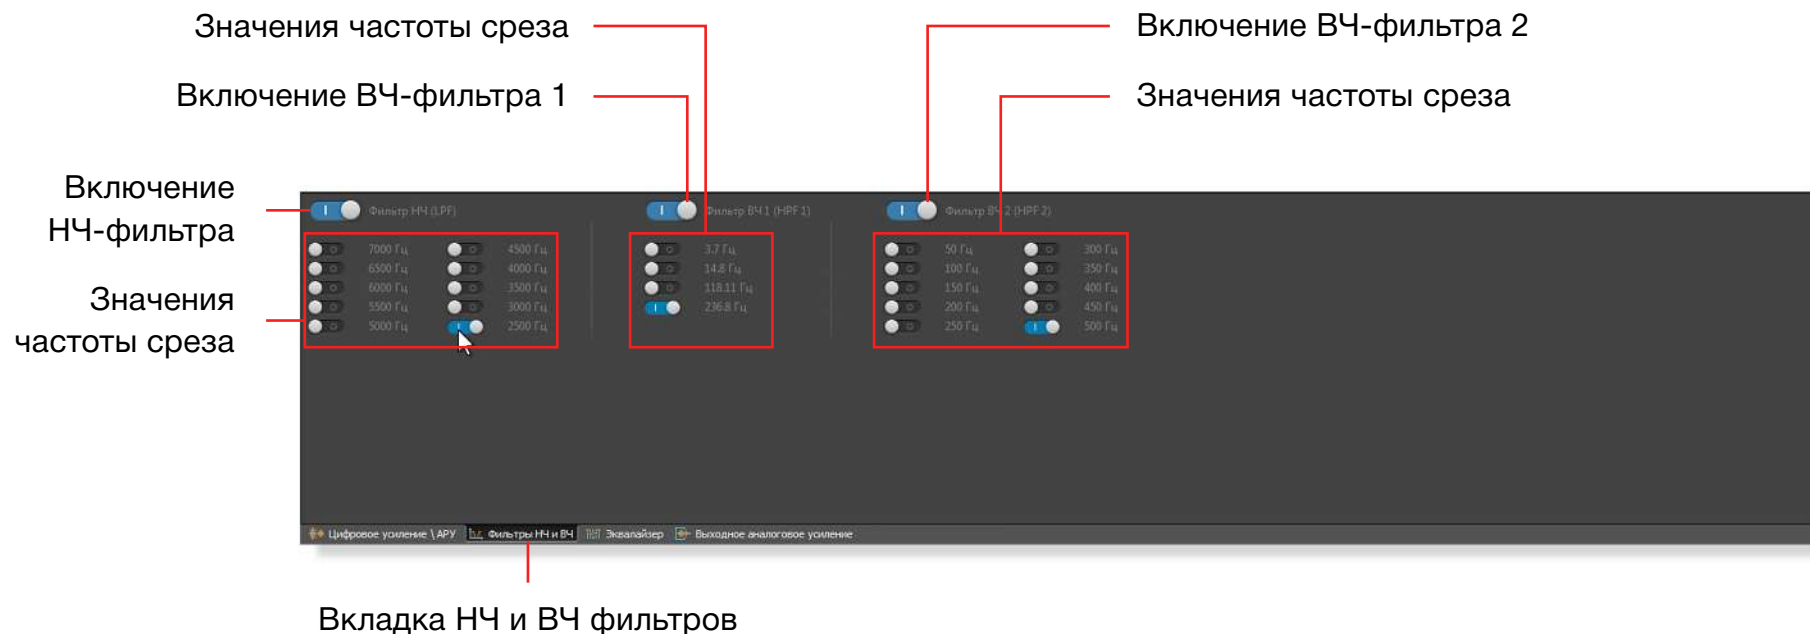 Значения частоты среза
Включение ВЧ-фильтра 2
Включение ВЧ-фильтра 1
Значения частоты среза
Включение
НЧ-фильтра
Значения
частоты среза
Фильтр НЧ (LPF)
7000 Гц
6500 Гц
6000 Гц
5500 Гц
5000 Гц
4500 Гц
4000 Гц
3500 Гц
3000 Гц
2500 Гц
Фильтр ВЧ 1 (HPF 1)
3.7 Гц
14.8 Гц
118.11 Гц
236.8 Гц
Фильтр ВЧ 2 (HPF 2)
50 Гц
100 Гц
150 Гц
200 Гц
250 Гц
300 Гц
350 Гц
400 Гц
450 Гц
500 Гц
Цифровое усиление \ АРУ Фильтры НЧ и ВЧ Эквалайзер Выходное аналоговое усиление
Вкладка НЧ и ВЧ фильтров